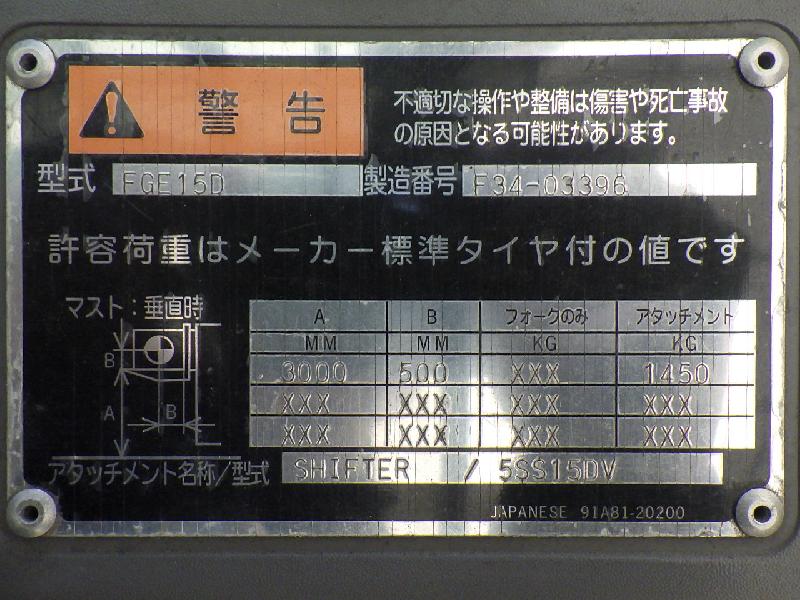 警告
不適切な操作や整備は傷害や死亡事故
の原因となる可能性があります。
型式 FGE15D 製造番号 F34-03396
許容荷重はメーカー標準タイヤ付の値です
マスト：垂直時
A B フォークのみ アタッチメント
MM MM KG KG
3000 500 XXX 1450
XXX XXX XXX XXX
XXX XXX XXX XXX
B
A B
アタッチメント名称/型式 SHIFTER / 5SS15DV
JAPANESE 91A81-20200